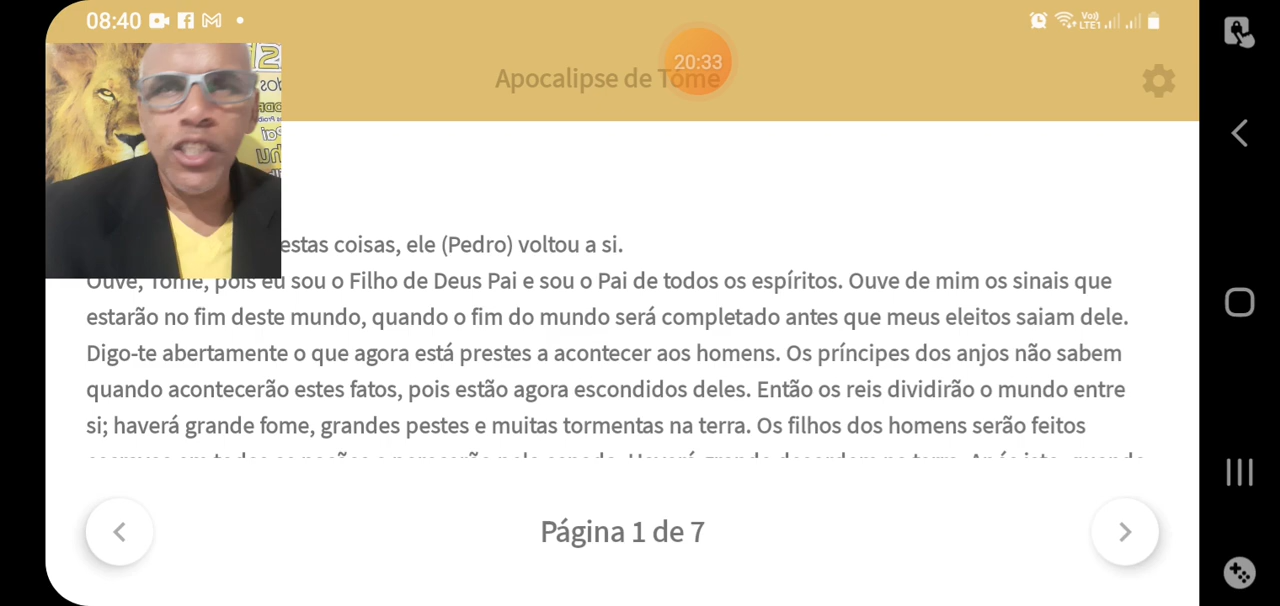 08:40
Vo)) LTE1
20:33
Apocalipse de Tome
estas coisas, ele (Pedro) voltou a si.
Ouve, Tomé, pois eu sou o Filho de Deus Pai e sou o Pai de todos os espíritos. Ouve de mim os sinais que
estarão no fim deste mundo, quando o fim do mundo será completado antes que meus eleitos saiam dele.
Digo-te abertamente o que agora está prestes a acontecer aos homens. Os príncipes dos anjos não sabem
quando acontecerão estes fatos, pois estão agora escondidos deles. Então os reis dividirão o mundo entre
si; haverá grande fome, grandes pestes e muitas tormentas na terra. Os filhos dos homens serão feitos
Página 1 de 7